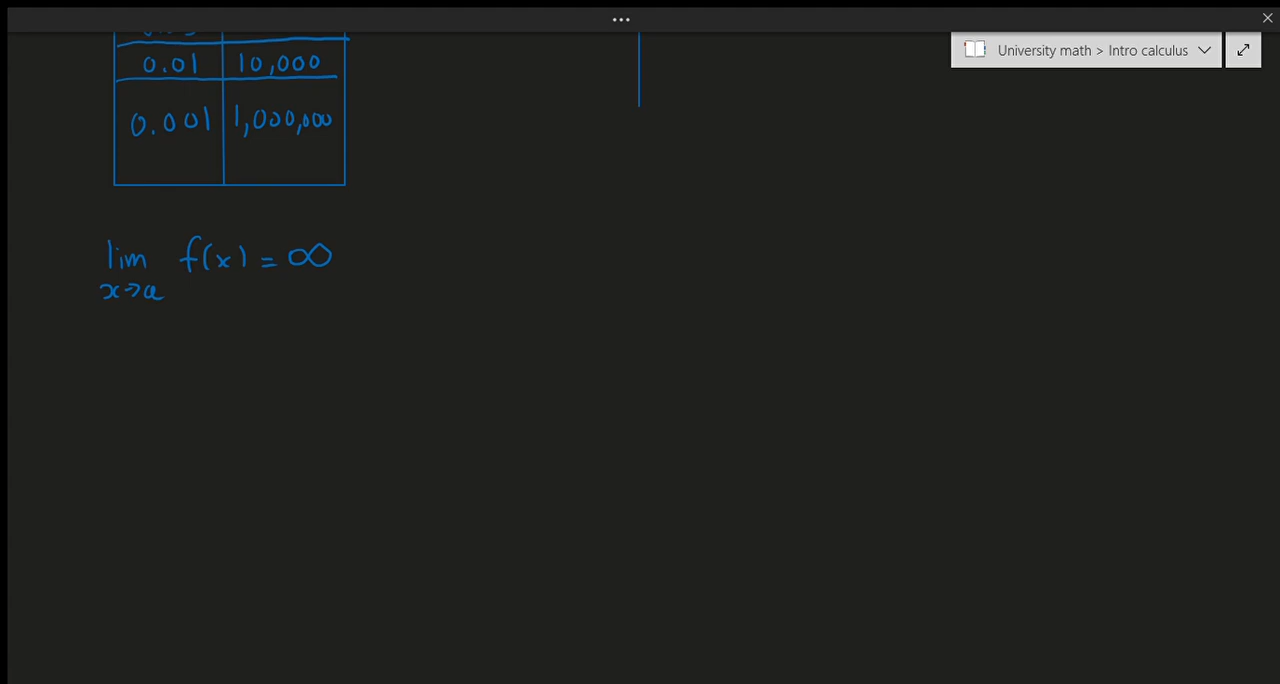 University math > Intro calculus
0.01 10,000
0.001 1,000,000
lim f(x) = ∞
x→a